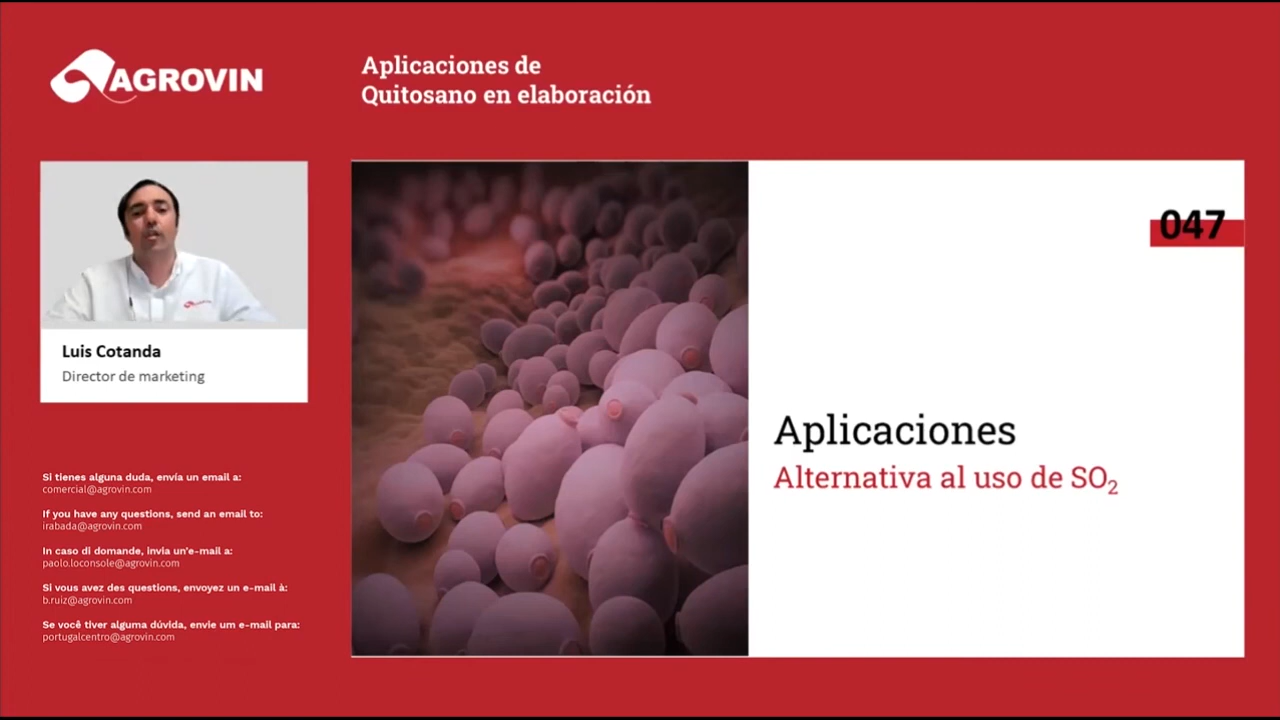 AGROVIN
Aplicaciones de
Quitosano en elaboración
Luis Cotanda
Director de marketing
Si tienes alguna duda, envía un email a:
comercial@agrovin.com
If you have any questions, send an email to:
irabada@agrovin.com
In caso di domande, invia un'e-mail a:
paolo.loconsole@agrovin.com
Si vous avez des questions, envoyez un e-mail à:
b.ruiz@agrovin.com
Se você tiver alguma dúvida, envie um e-mail para:
portugalcentro@agrovin.com
047
Aplicaciones
Alternativa al uso de SO₂